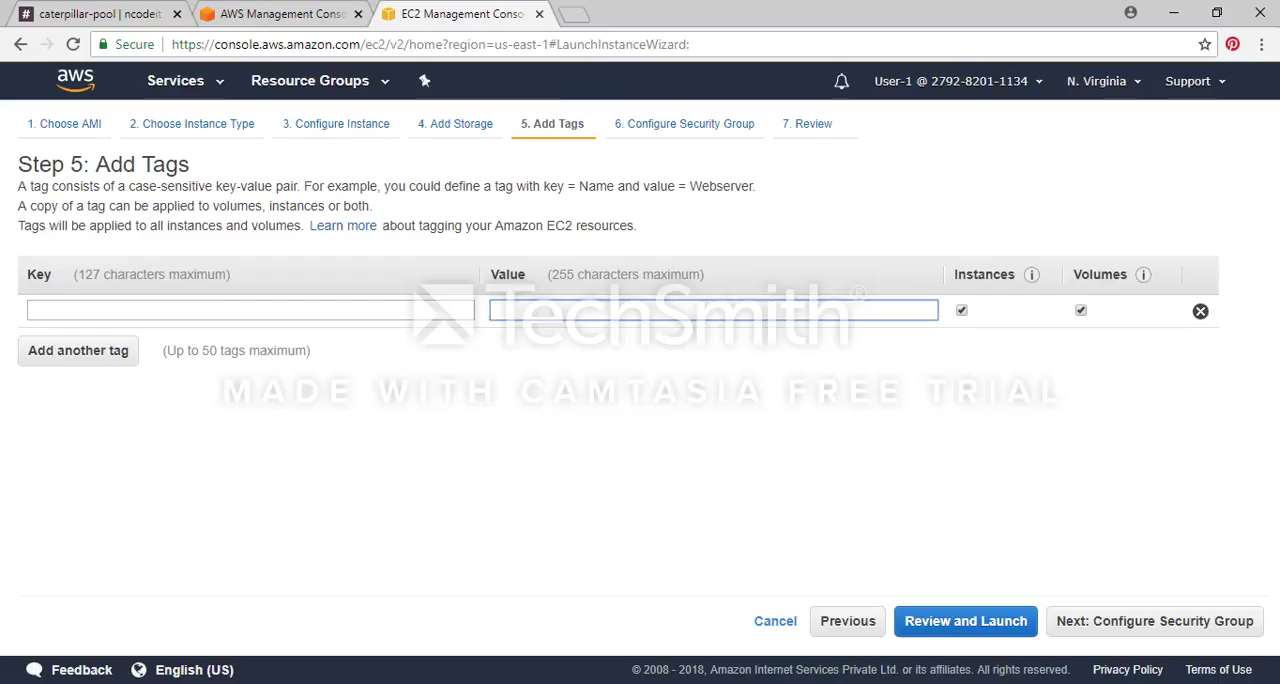 caterpillar-pool | ncodeit
AWS Management Consc
EC2 Management Conso
Secure
https://console.aws.amazon.com/ec2/v2/home?region=us-east-1#LaunchInstanceWizard:
aws
Services
Resource Groups
User-1 @ 2792-8201-1134
N. Virginia
Support
1. Choose AMI
2. Choose Instance Type
3. Configure Instance
4. Add Storage
5. Add Tags
6. Configure Security Group
7. Review
Step 5: Add Tags
A tag consists of a case-sensitive key-value pair. For example, you could define a tag with key = Name and value = Webserver.
A copy of a tag can be applied to volumes, instances or both.
Tags will be applied to all instances and volumes. Learn more about tagging your Amazon EC2 resources.
Key (127 characters maximum)
Value (255 characters maximum)
Instances
Volumes
TechSmith®
Add another tag
(Up to 50 tags maximum)
MADE WITH CAMTASIA FREE TRIAL
Cancel
Previous
Review and Launch
Next: Configure Security Group
Feedback
English (US)
© 2008 - 2018, Amazon Internet Services Private Ltd. or its affiliates. All rights reserved.
Privacy Policy
Terms of Use